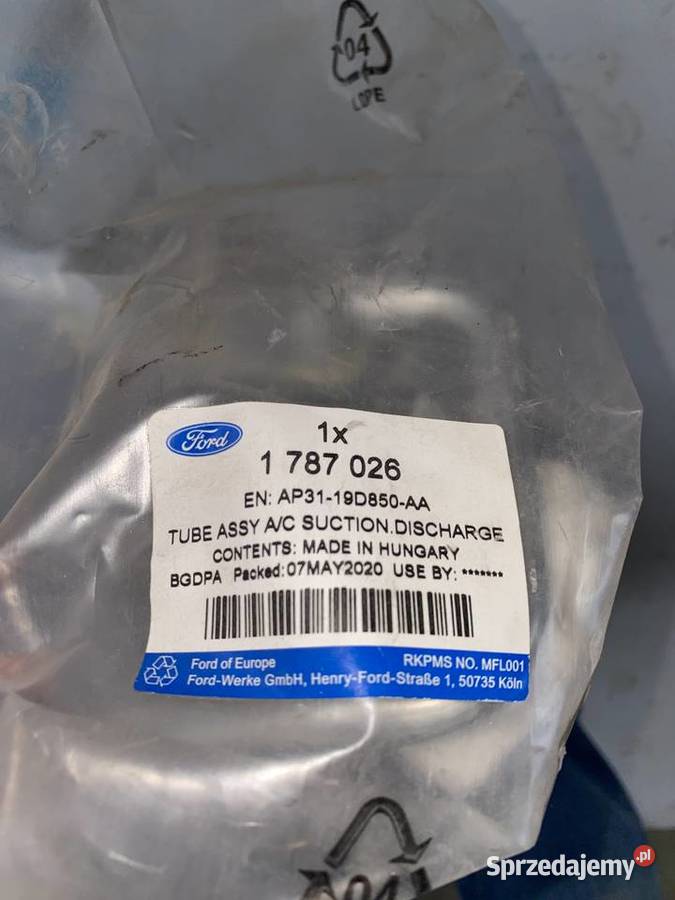 04
LDPE
Ford
1x
1 787 026
EN: AP31-19D850-AA
TUBE ASSY A/C SUCTION.DISCHARGE
CONTENTS: MADE IN HUNGARY
BGDPA Packed:07MAY2020 USE BY: *******
Ford of Europe RKPMS NO. MFL001
Ford-Werke GmbH, Henry-Ford-Straße 1, 50735 Köln
04
Sprzedajemy.pl